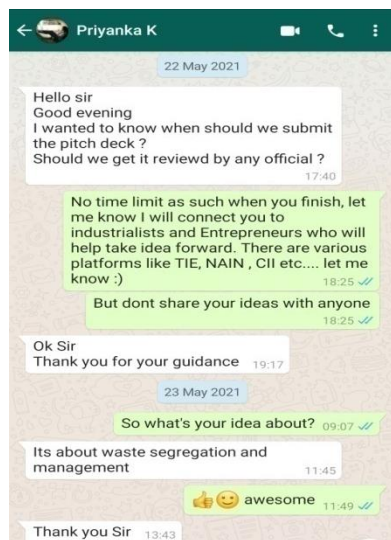 Priyanka K
22 May 2021
Hello sir
Good evening
I wanted to know when should we submit
the pitch deck ?
Should we get it reviewd by any official ?
17:40
No time limit as such when you finish, let
me know I will connect you to
industrialists and Entrepreneurs who will
help take idea forward. There are various
platforms like TIE, NAIN , CII etc.... let me
know :)
18:25
But dont share your ideas with anyone
18:25
Ok Sir
Thank you for your guidance 19:17
23 May 2021
So what's your idea about? 09:07
Its about waste segregation and
management
11:45
👍🙂 awesome 11:49
Thank you Sir 13:43